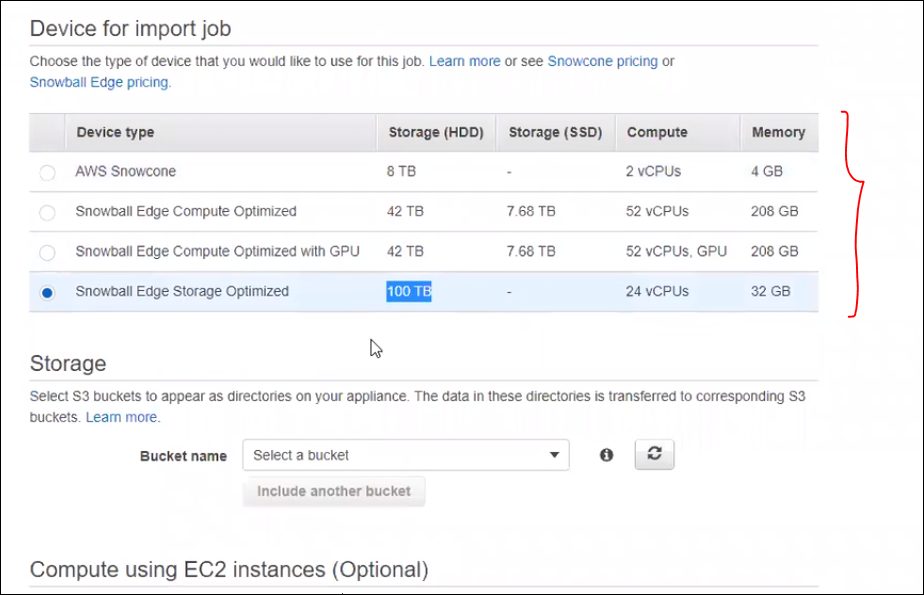 Device for import job
Choose the type of device that you would like to use for this job. Learn more or see Snowcone pricing or
Snowball Edge pricing.
Device type Storage (HDD) Storage (SSD) Compute Memory
AWS Snowcone 8 TB - 2 vCPUs 4 GB
Snowball Edge Compute Optimized 42 TB 7.68 TB 52 vCPUs 208 GB
Snowball Edge Compute Optimized with GPU 42 TB 7.68 TB 52 vCPUs, GPU 208 GB
Snowball Edge Storage Optimized 100 TB - 24 vCPUs 32 GB
Storage
Select S3 buckets to appear as directories on your appliance. The data in these directories is transferred to corresponding S3
buckets. Learn more.
Bucket name Select a bucket
Include another bucket
Compute using EC2 instances (Optional)